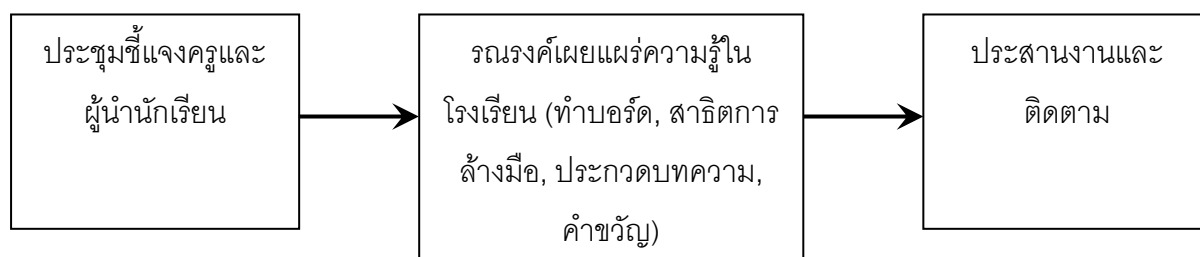 ประชุมชี้แจงครูและ
ผู้นำนักเรียน
รณรงค์เผยแผร่ความรู้ใน
โรงเรียน (ทำบอร์ด, สาธิตการ
ล้างมือ, ประกวดบทความ,
คำขวัญ)
ประสานงานและ
ติดตาม